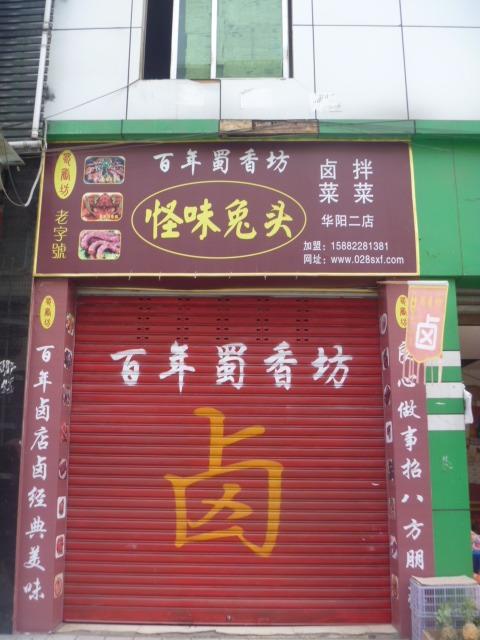 蜀香坊
老字號
百年蜀香坊
怪味兔头
卤菜
拌菜
华阳二店
加盟：15882281381
网址：www.028sxf.com
百年蜀香坊
卤
百年卤店卤经典美味
心做事招八方朋
卤